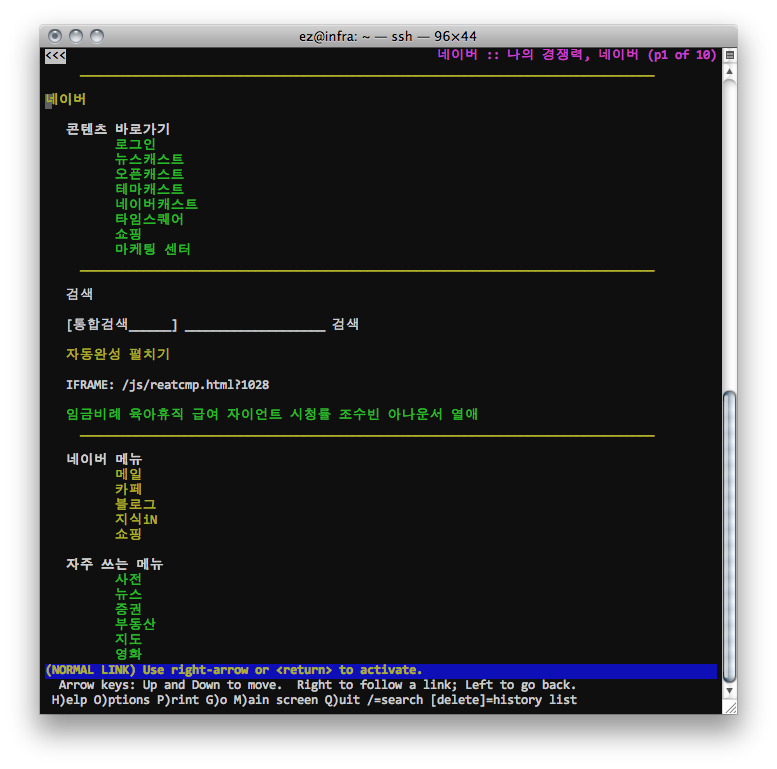 ez@infra: ~ — ssh — 96×44
<<< 네이버 :: 나의 경쟁력, 네이버 (p1 of 10)
네이버
콘텐츠 바로가기
로그인
뉴스캐스트
오픈캐스트
테마캐스트
네이버캐스트
타임스퀘어
쇼핑
마케팅 센터
검색
[통합검색______] ____________________ 검색
자동완성 펼치기
IFRAME: /js/reatcmp.html?1028
임금비례 육아휴직 급여 자이언트 시청률 조수빈 아나운서 열애
네이버 메뉴
메일
카페
블로그
지식iN
쇼핑
자주 쓰는 메뉴
사전
뉴스
증권
부동산
지도
영화
(NORMAL LINK) Use right-arrow or <return> to activate.
Arrow keys: Up and Down to move.  Right to follow a link; Left to go back.
H)elp O)ptions P)rint G)o M)ain screen Q)uit /=search [delete]=history list